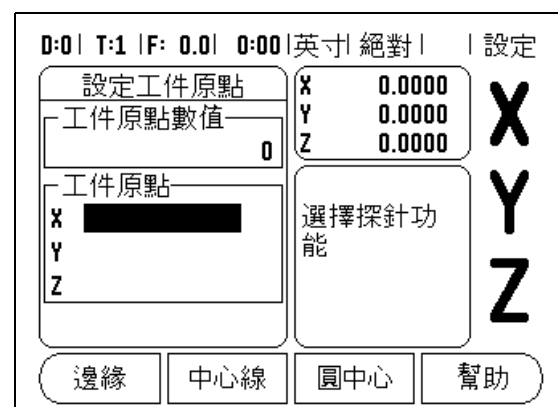 D:0| T:1 |F: 0.0| 0:00|英寸| 絕對| |設定
設定工件原點
工件原點數值
0
工件原點
X
Y
Z
X 0.0000
Y 0.0000
Z 0.0000
選擇探針功
能
X
Y
Z
邊緣
中心線
圓中心
幫助